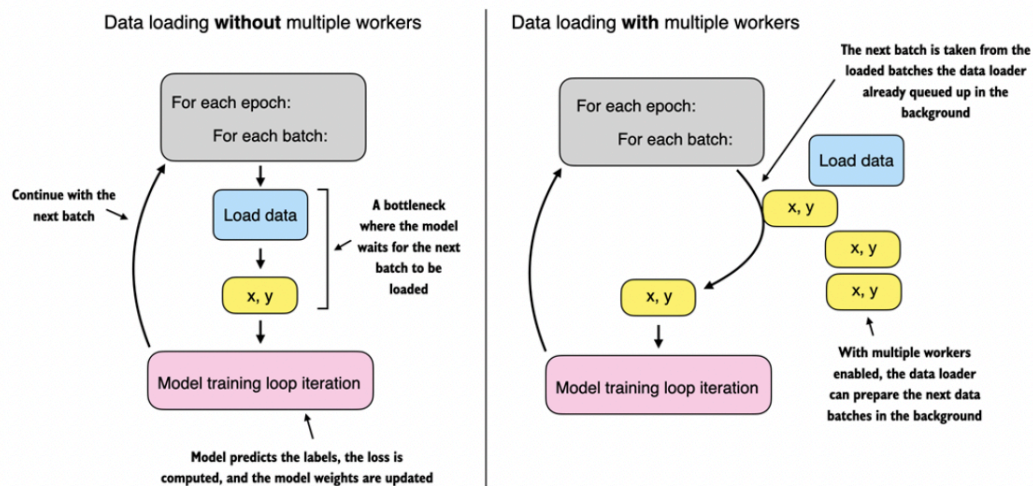 Data loading without multiple workers
For each epoch:
For each batch:
Continue with the
next batch
Load data
A bottleneck
where the model
waits for the next
batch to be
loaded
x, y
Model training loop iteration
Model predicts the labels, the loss is
computed, and the model weights are updated
Data loading with multiple workers
The next batch is taken from the
loaded batches the data loader
already queued up in the
background
For each epoch:
For each batch:
Load data
x, y
x, y
x, y
x, y
Model training loop iteration
With multiple workers
enabled, the data loader
can prepare the next data
batches in the background